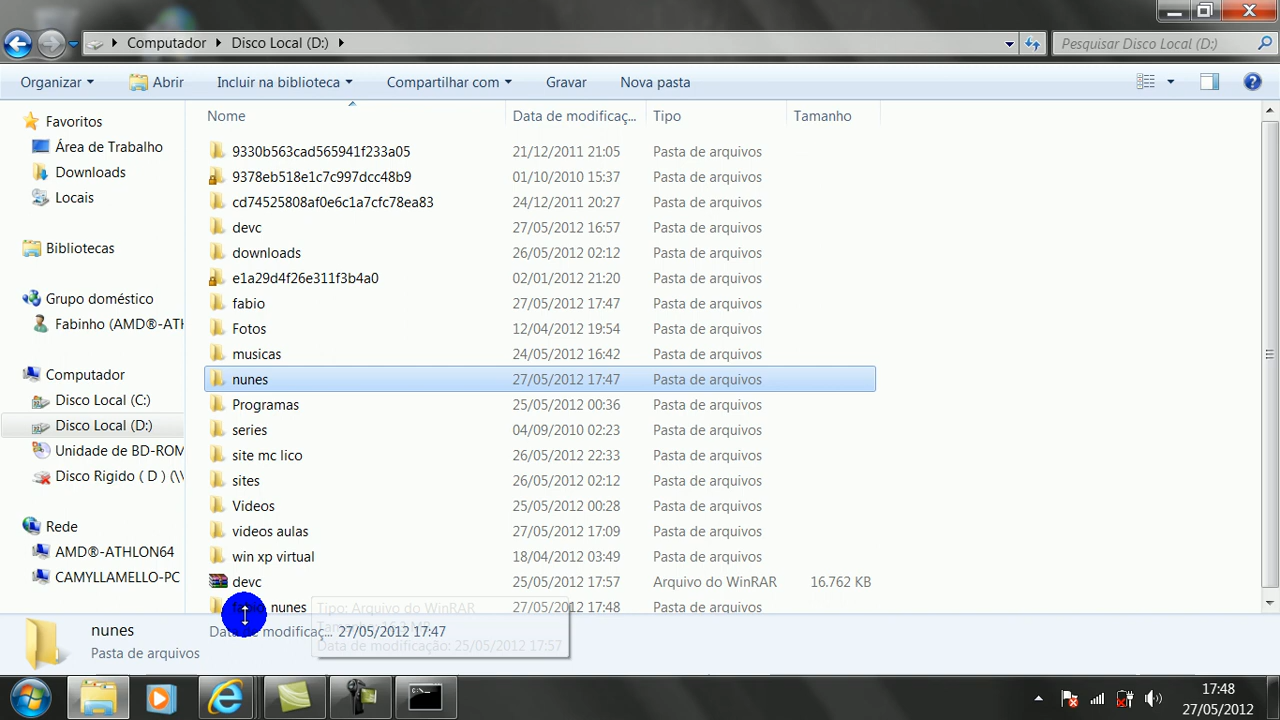 Computador
Disco Local (D:)
Pesquisar Disco Local (D:)
Organizar
Abrir
Incluir na biblioteca
Compartilhar com
Gravar
Nova pasta
Favoritos
Área de Trabalho
Downloads
Locais
Bibliotecas
Grupo doméstico
Fabinho (AMD®-ATH
Computador
Disco Local (C:)
Disco Local (D:)
Unidade de BD-ROM
Disco Rigido ( D ) (\\
Rede
AMD®-ATHLON64
CAMYLLAMELLO-PC
Nome Data de modificaç... Tipo Tamanho
9330b563cad565941f233a05 21/12/2011 21:05 Pasta de arquivos
9378eb518e1c7c997dcc48b9 01/10/2010 15:37 Pasta de arquivos
cd74525808af0e6c1a7cfc78ea83 24/12/2011 20:27 Pasta de arquivos
devc 27/05/2012 16:57 Pasta de arquivos
downloads 26/05/2012 02:12 Pasta de arquivos
e1a29d4f26e311f3b4a0 02/01/2012 21:20 Pasta de arquivos
fabio 27/05/2012 17:47 Pasta de arquivos
Fotos 12/04/2012 19:54 Pasta de arquivos
musicas 24/05/2012 16:42 Pasta de arquivos
nunes 27/05/2012 17:47 Pasta de arquivos
Programas 25/05/2012 00:36 Pasta de arquivos
series 04/09/2010 02:23 Pasta de arquivos
site mc lico 26/05/2012 22:33 Pasta de arquivos
sites 26/05/2012 02:12 Pasta de arquivos
Videos 25/05/2012 00:28 Pasta de arquivos
videos aulas 27/05/2012 17:09 Pasta de arquivos
win xp virtual 18/04/2012 03:49 Pasta de arquivos
devc 25/05/2012 17:57 Arquivo do WinRAR 16.762 KB
nunes 27/05/2012 17:48 Pasta de arquivos
Tipo: Arquivo do WinRAR
Data de modificação: 25/05/2012 17:57
nunes
Data de modificaç... 27/05/2012 17:47
Pasta de arquivos
17:48
27/05/2012